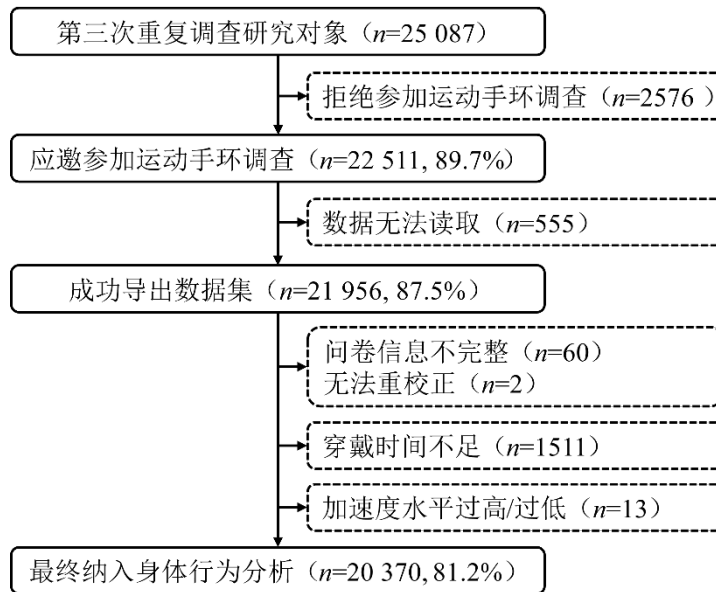 第三次重复调查研究对象（n=25 087）
拒绝参加运动手环调查（n=2576 ）
应邀参加运动手环调查（n=22 511, 89.7%）
数据无法读取（n=555）
成功导出数据集（n=21 956, 87.5%）
问卷信息不完整（n=60）
无法重校正（n=2）
穿戴时间不足（n=1511）
加速度水平过高/过低（n=13）
最终纳入身体行为分析（n=20 370, 81.2%）